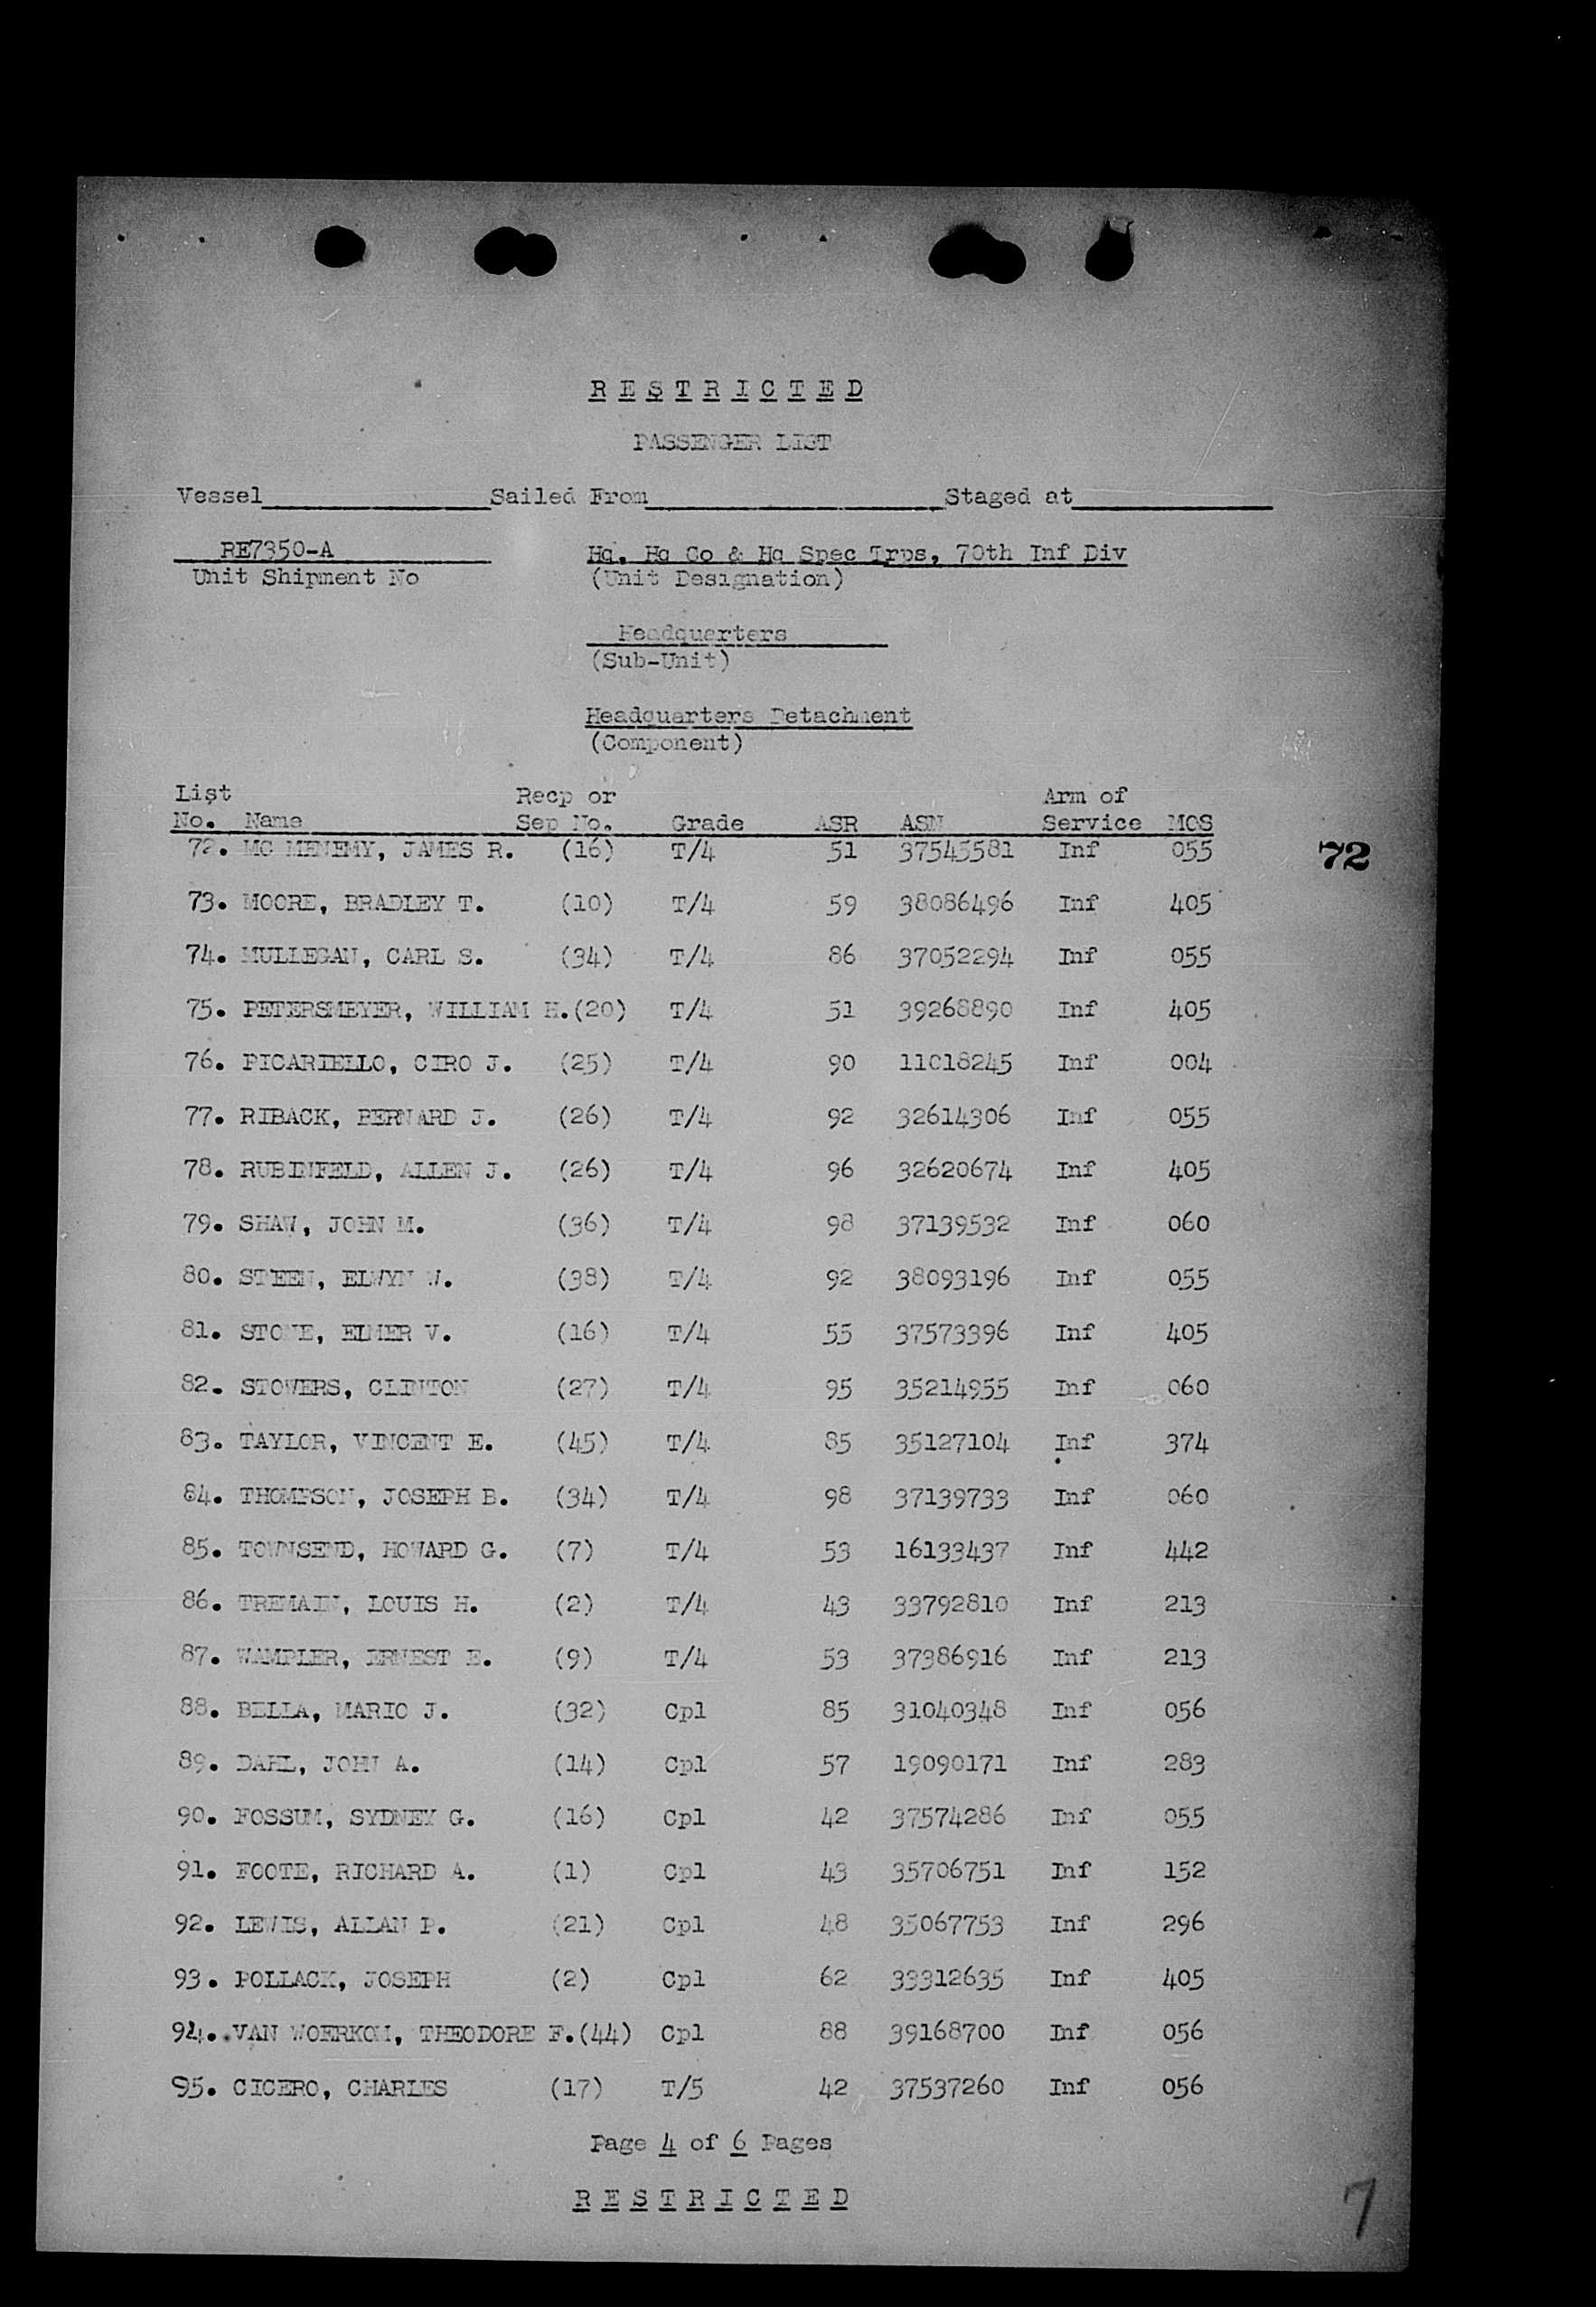 RESTRICTED
PASSENGER LIST
Vessel Sailed From Staged at
RE7350-A Hq, Hq Co & Hq Spec Trps, 70th Inf Div
Unit Shipment No (Unit Designation)
Headquarters
(Sub-Unit)
Headquarters Detachment
(Component)
List Recp or Arm of
No. Name Sep No. Grade ASR ASN Service MOS
72. MC MENEMY, JAMES R. (16) T/4 51 37545581 Inf 055 72
73. MOORE, BRADLEY T. (10) T/4 59 38086496 Inf 405
74. MULLEGAN, CARL S. (34) T/4 86 37052294 Inf 055
75. PETERSMEYER, WILLIAM H.(20) T/4 51 39268890 Inf 405
76. PICARIELLO, CIRO J. (25) T/4 90 11018245 Inf 004
77. RIBACK, BERNARD J. (26) T/4 92 32614306 Inf 055
78. RUBINFELD, ALLEN J. (26) T/4 96 32620674 Inf 405
79. SHAW, JOHN M. (36) T/4 98 37139532 Inf 060
80. STEEN, ELWYN W. (38) T/4 92 38093196 Inf 055
81. STONE, ELMER V. (16) T/4 55 37573396 Inf 405
82. STOWERS, CLINTON (27) T/4 95 35214955 Inf 060
83. TAYLOR, VINCENT E. (45) T/4 85 35127104 Inf 374
84. THOMPSON, JOSEPH B. (34) T/4 98 37139733 Inf 060
85. TOWNSEND, HOWARD G. (7) T/4 53 16133437 Inf 442
86. TREMAIN, LOUIS H. (2) T/4 43 33792810 Inf 213
87. WAMPLER, ERNEST E. (9) T/4 53 37386916 Inf 213
88. BELLA, MARIO J. (32) Cpl 85 31040348 Inf 056
89. DAHL, JOHN A. (14) Cpl 57 19090171 Inf 283
90. FOSSUM, SYDNEY G. (16) Cpl 42 37574286 Inf 055
91. FOOTE, RICHARD A. (1) Cpl 43 35706751 Inf 152
92. LEWIS, ALLAN P. (21) Cpl 48 35067753 Inf 296
93. POLLACK, JOSEPH (2) Cpl 62 33312635 Inf 405
94. VAN WOERKOM, THEODORE F.(44) Cpl 88 39168700 Inf 056
95. CICERO, CHARLES (17) T/5 42 37537260 Inf 056
Page 4 of 6 Pages
RESTRICTED
7